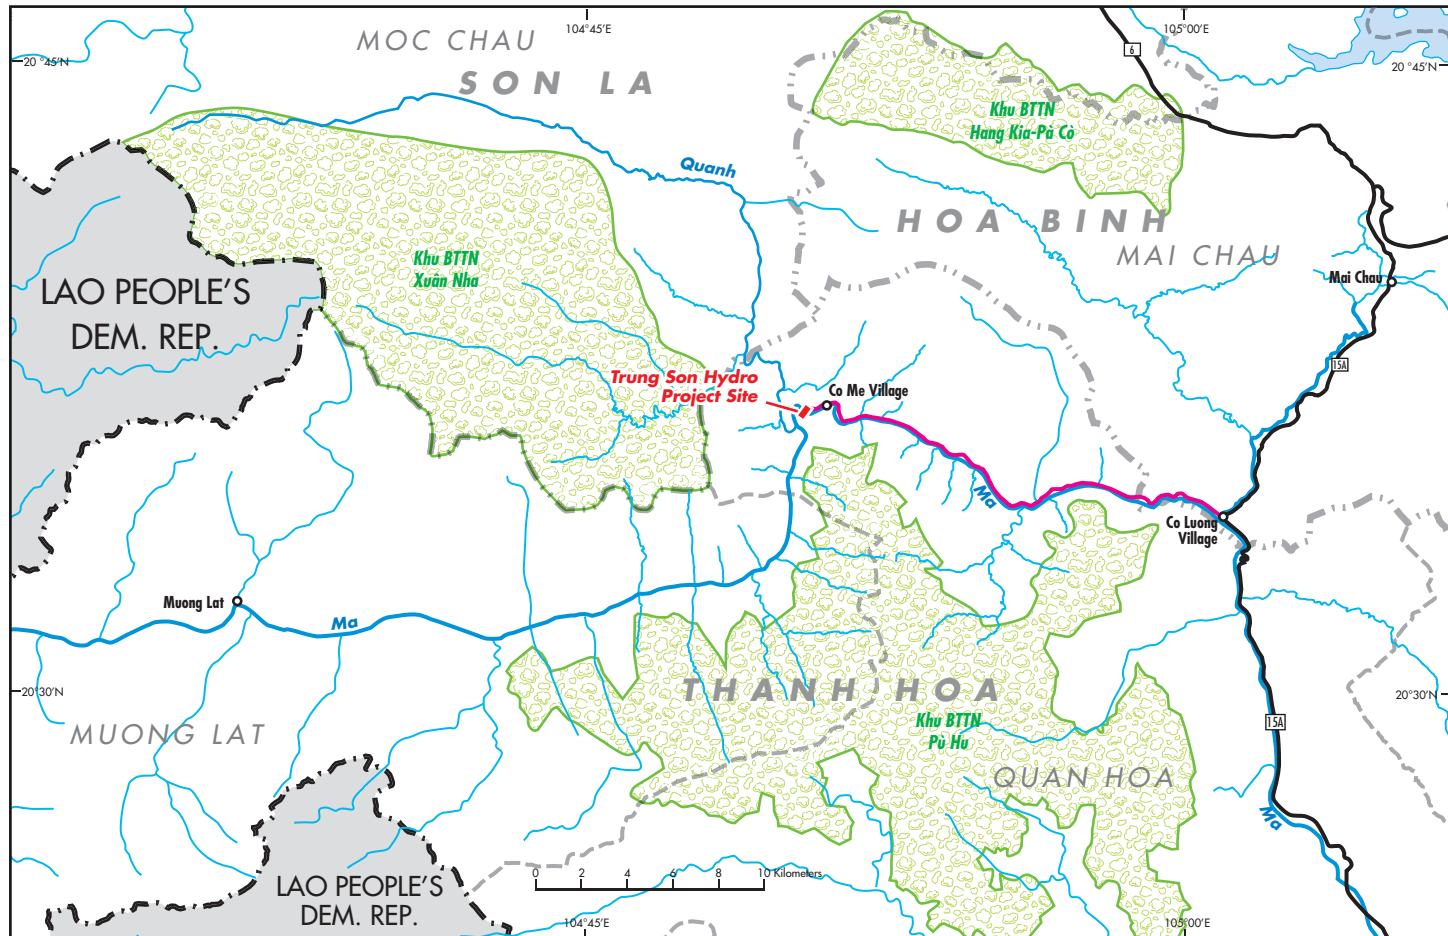 104°45'E
105°00'E
MOC CHAU
SON LA
6
20 °45'N
20 °45'N
Khu BTTN
Hang Kia-Pà Cò
Quanh
HOA BINH
MAI CHAU
Khu BTTN
Xuân Nha
Mai Chau
LAO PEOPLE'S
DEM. REP.
15A
Trung Son Hydro
Project Site
Co Me Village
Ma
Co Luong
Village
Muong Lat
Ma
THANH HOA
20°30'N
20°30'N
Khu BTTN
Pù Hu
15A
MUONG LAT
QUAN HOA
Ma
0 2 4 6 8 10 Kilometers
LAO PEOPLE'S
DEM. REP.
104°45'E
105°00'E